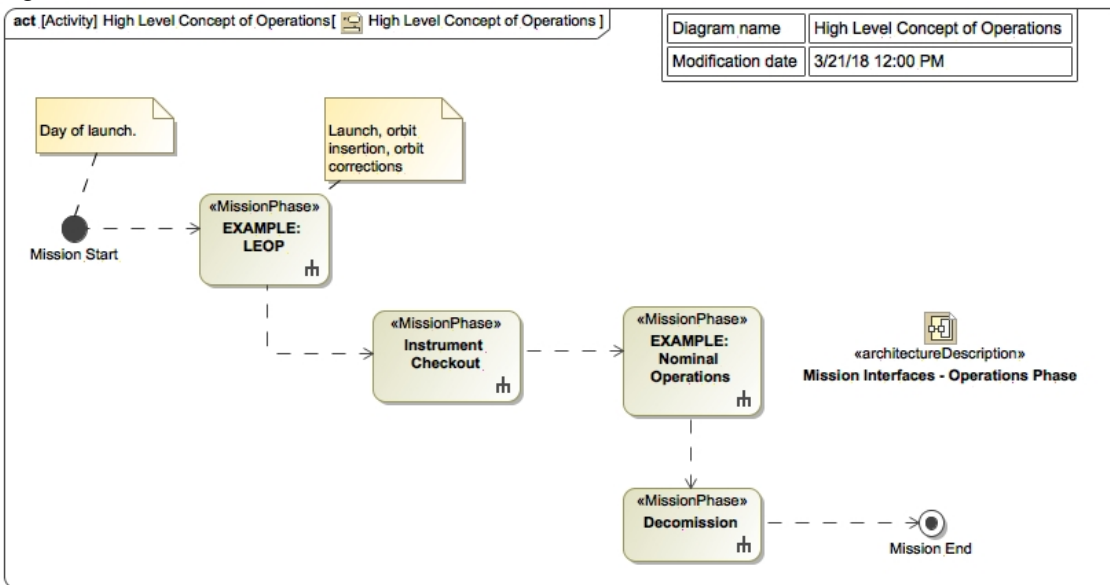 act [Activity] High Level Concept of Operations[ High Level Concept of Operations ]
Diagram name
High Level Concept of Operations
Modification date
3/21/18 12:00 PM
Day of launch.
Launch, orbit
insertion, orbit
corrections
Mission Start
«MissionPhase»
EXAMPLE:
LEOP
«MissionPhase»
Instrument
Checkout
«MissionPhase»
EXAMPLE:
Nominal
Operations
«architectureDescription»
Mission Interfaces - Operations Phase
«MissionPhase»
Decomission
Mission End